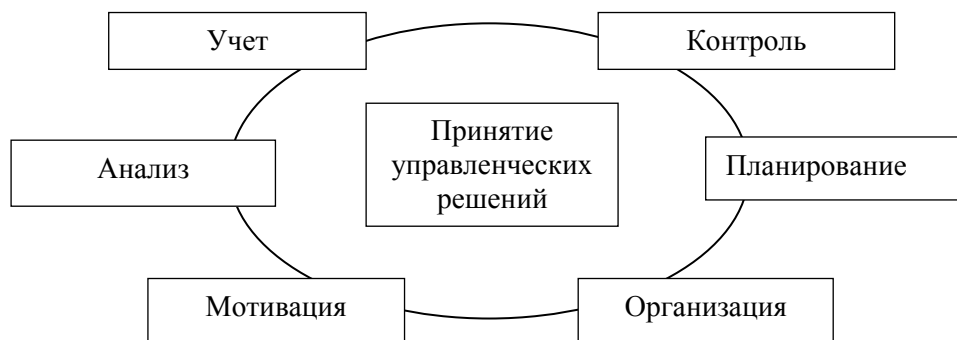 Учет
Контроль
Принятие
управленческих
решений
Анализ
Планирование
Мотивация
Организация